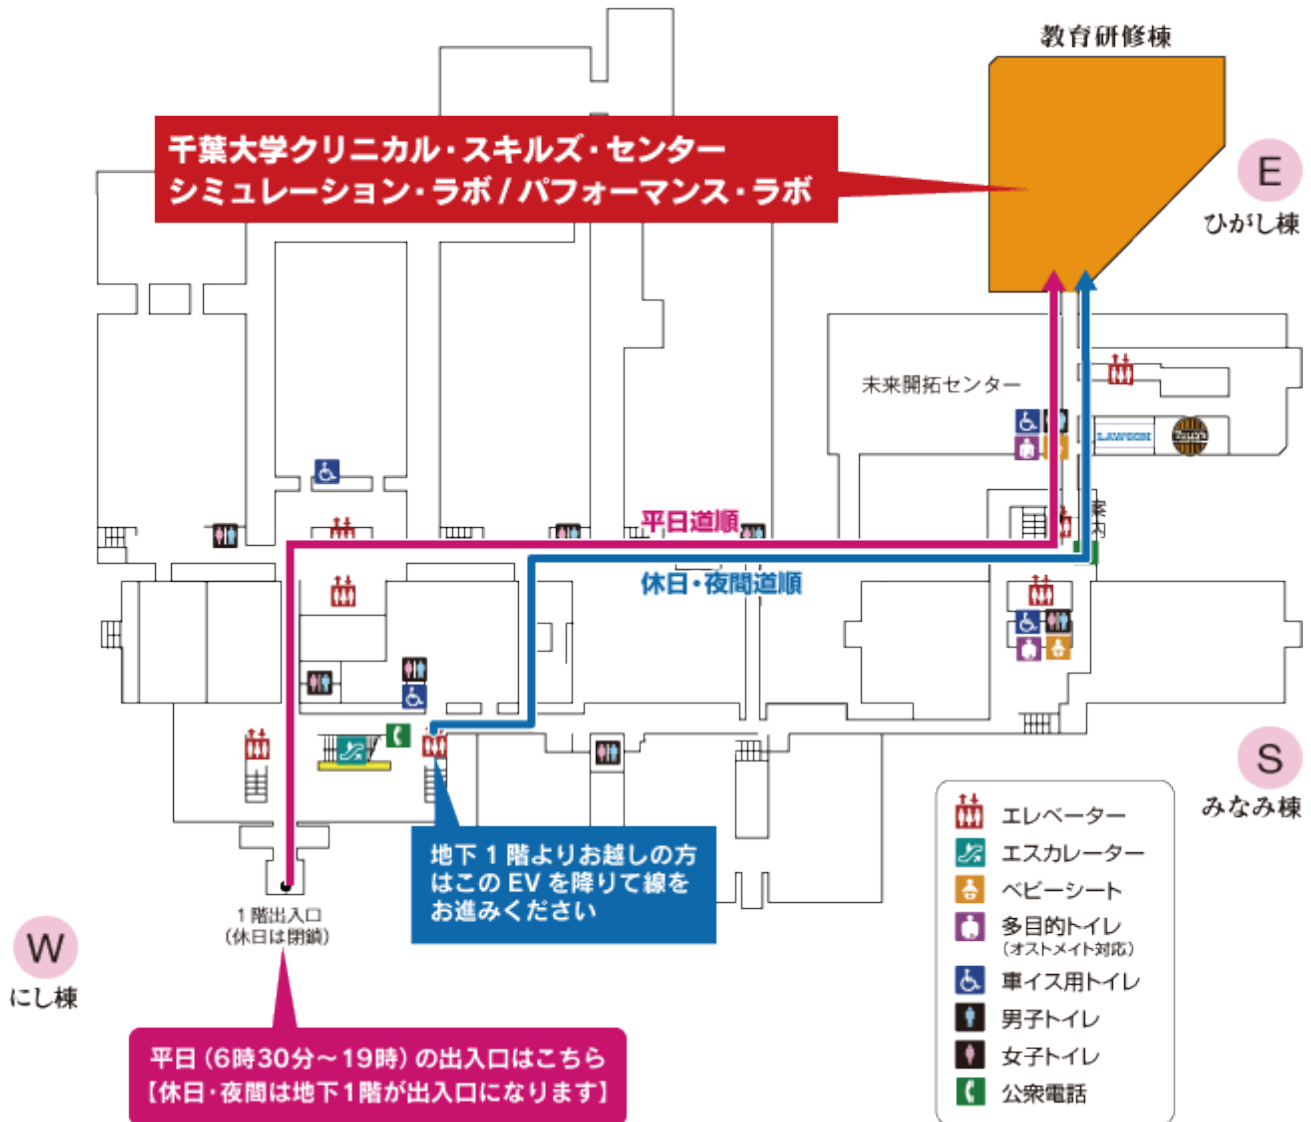 教育研修棟
千葉大学クリニカル・スキルズ・センター
シミュレーション・ラボ / パフォーマンス・ラボ
E
ひがし棟
未来開拓センター
LAWSON
案内
平日道順
休日・夜間道順
S
みなみ棟
地下 1 階よりお越しの方
はこの EV を降りて線を
お進みください
1 階出入口
(休日は閉鎖)
W
にし棟
平日 (6時30分～19時) の出入口はこちら
【休日・夜間は地下1階が出入口になります】
エレベーター
エスカレーター
ベビーシート
多目的トイレ
(オストメイト対応)
車イス用トイレ
男子トイレ
女子トイレ
公衆電話